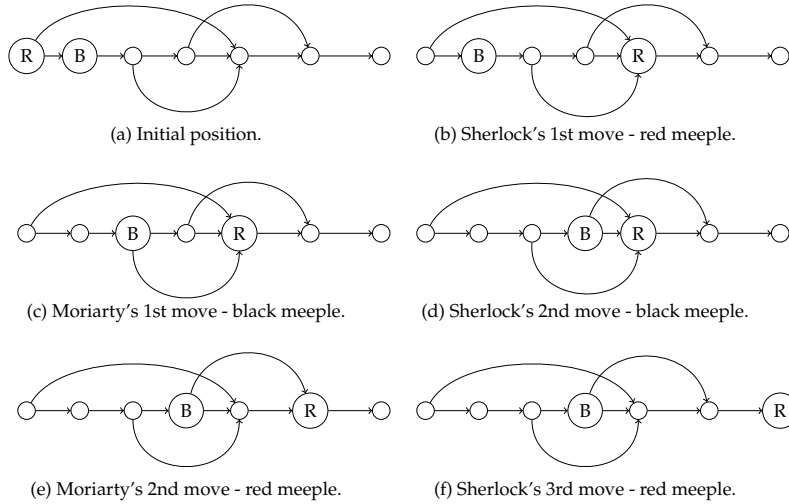 R B
(a) Initial position.
B R
(b) Sherlock's 1st move - red meeple.
B R
(c) Moriarty's 1st move - black meeple.
B R
(d) Sherlock's 2nd move - black meeple.
B R
(e) Moriarty's 2nd move - red meeple.
B R
(f) Sherlock's 3rd move - red meeple.